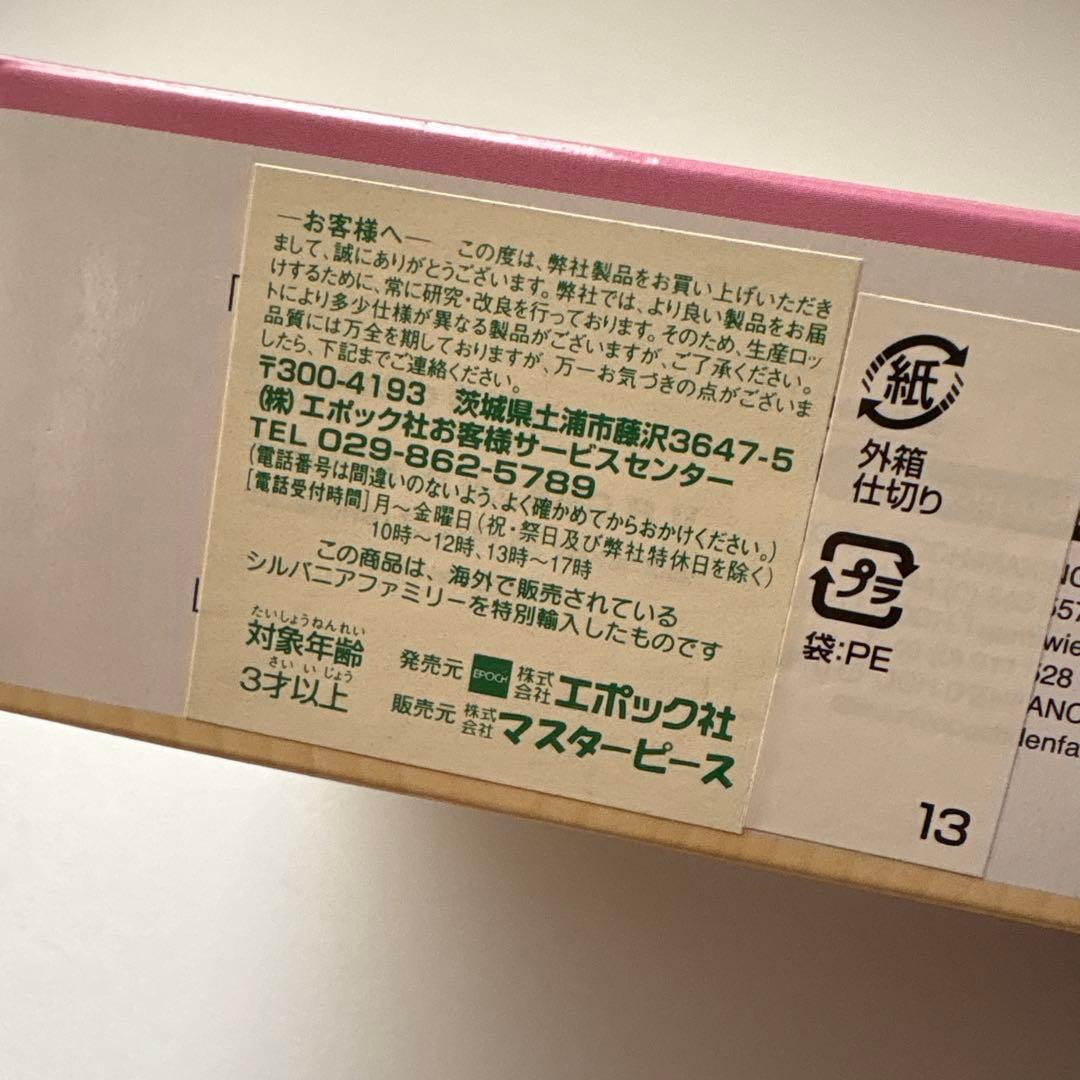 ―お客様へ― この度は、弊社製品をお買い上げいただき
まして、誠にありがとうございます。弊社では、より良い製品をお届
けするために、常に研究・改良を行っております。そのため、生産ロッ
トにより多少仕様が異なる製品がございますが、ご了承ください。
品質には万全を期しておりますが、万一お気づきの点がございま
したら、下記までご連絡ください。
〒300-4193 茨城県土浦市藤沢3647-5
(株)エポック社お客様サービスセンター
TEL 029-862-5789
(電話番号は間違いのないよう、よく確かめてからおかけください。)
[電話受付時間]月～金曜日(祝・祭日及び弊社特休日を除く)
10時～12時、13時～17時
この商品は、海外で販売されている
シルバニアファミリーを特別輸入したものです
たいしょうねんれい
対象年齢
さいいじょう
3才以上
発売元 EPOCH 株式会社 エポック社
販売元 株式会社 マスターピース
紙
外箱
仕切り
プラ
袋:PE
13
557
wie
528
ANC
lenfa